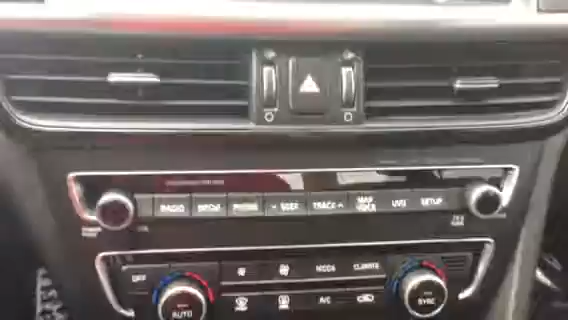 RADIO MEDIA PHONE < SEEK TRACK > MAP VOICE UVO SETUP
OFF MODE CLIMATE
AUTO A/C SYNC